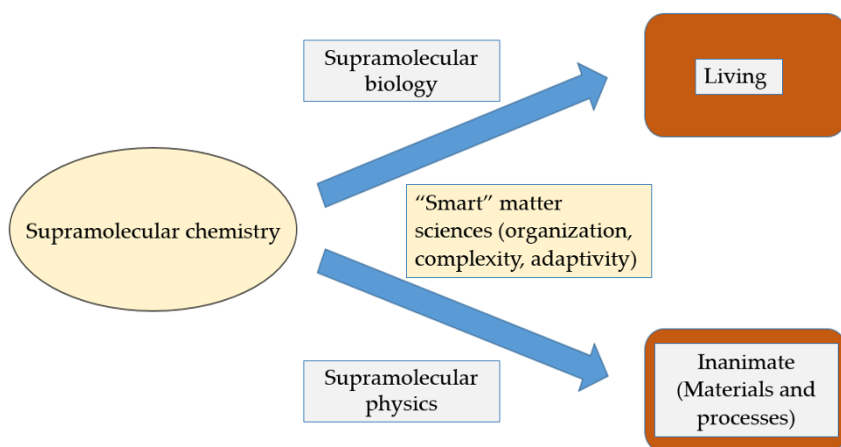 Supramolecular
biology
Living
Supramolecular chemistry
“Smart” matter
sciences (organization,
complexity, adaptivity)
Supramolecular
physics
Inanimate
(Materials and
processes)